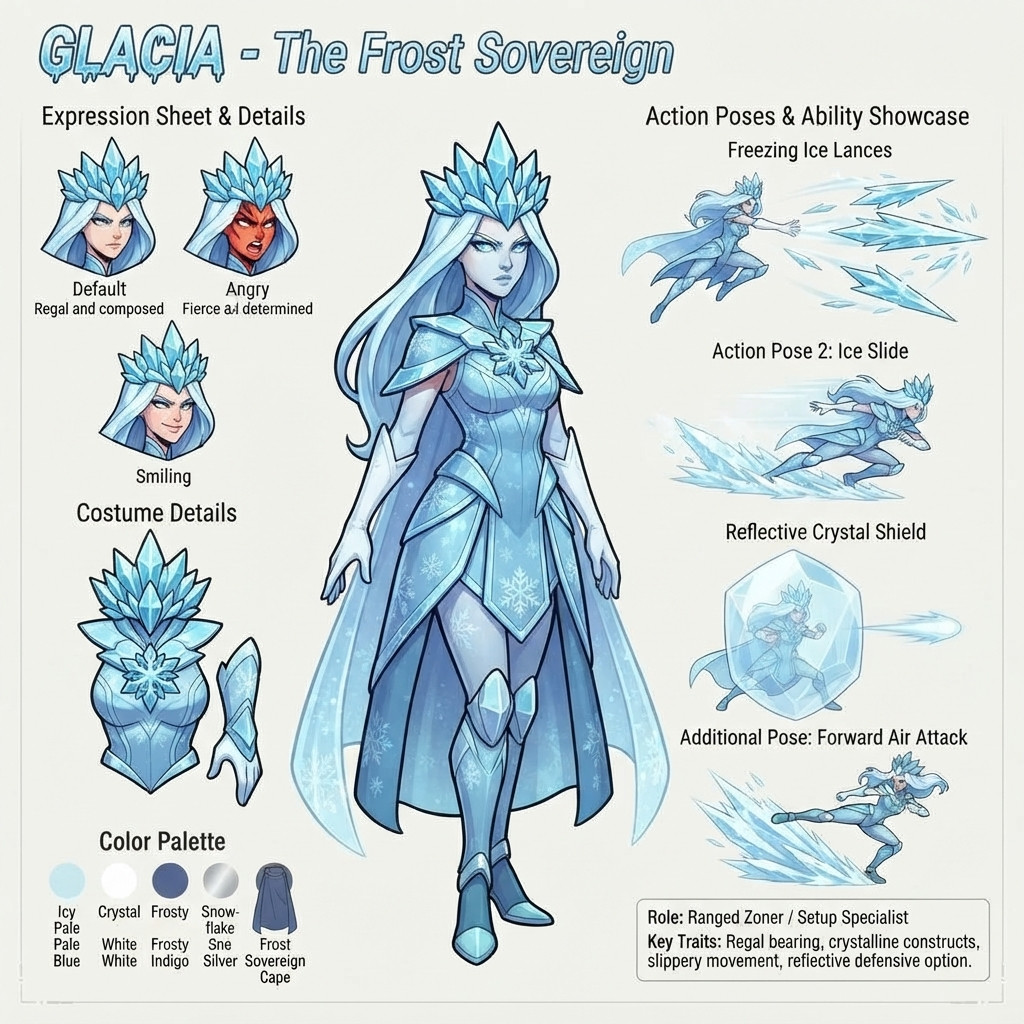 GLACIA - The Frost Sovereign
Expression Sheet & Details
Default
Regal and composed
Angry
Fierce and determined
Smiling
Costume Details
Color Palette
Icy
Pale
Pale
Blue
Crystal
White
White
Frosty
Frosty
Indigo
Snow-
flake
Sne
Silver
Frost
Sovereign
Cape
Action Poses & Ability Showcase
Freezing Ice Lances
Action Pose 2: Ice Slide
Reflective Crystal Shield
Additional Pose: Forward Air Attack
Role: Ranged Zoner / Setup Specialist
Key Traits: Regal bearing, crystalline constructs,
slippery movement, reflective defensive option.